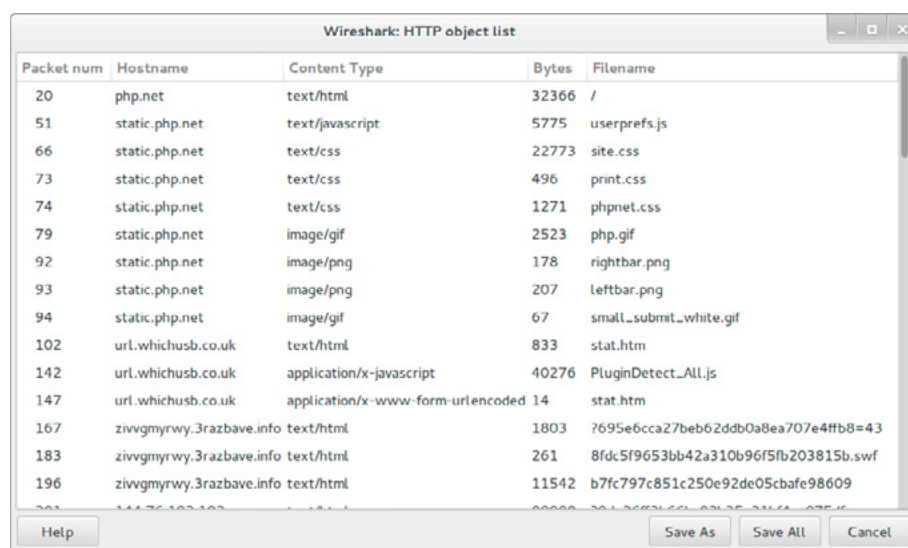 Wireshark: HTTP object list
Packet num Hostname Content Type Bytes Filename
20 php.net text/html 32366 /
51 static.php.net text/javascript 5775 userprefs.js
66 static.php.net text/css 22773 site.css
73 static.php.net text/css 496 print.css
74 static.php.net text/css 1271 phpnet.css
79 static.php.net image/gif 2523 php.gif
92 static.php.net image/png 178 rightbar.png
93 static.php.net image/png 207 leftbar.png
94 static.php.net image/gif 67 small_submit_white.gif
102 url.whichusb.co.uk text/html 833 stat.htm
142 url.whichusb.co.uk application/x-javascript 40276 PluginDetect_All.js
147 url.whichusb.co.uk application/x-www-form-urlencoded 14 stat.htm
167 zivvgmyrwy.3razbave.info text/html 1803 ?695e6cca27beb62ddb0a8ea707e4ffb8=43
183 zivvgmyrwy.3razbave.info text/html 261 8fdc5f9653bb42a310b96f5fb203815b.swf
196 zivvgmyrwy.3razbave.info text/html 11542 b7fc797c851c250e92de05cbafe98609
Help Save As Save All Cancel